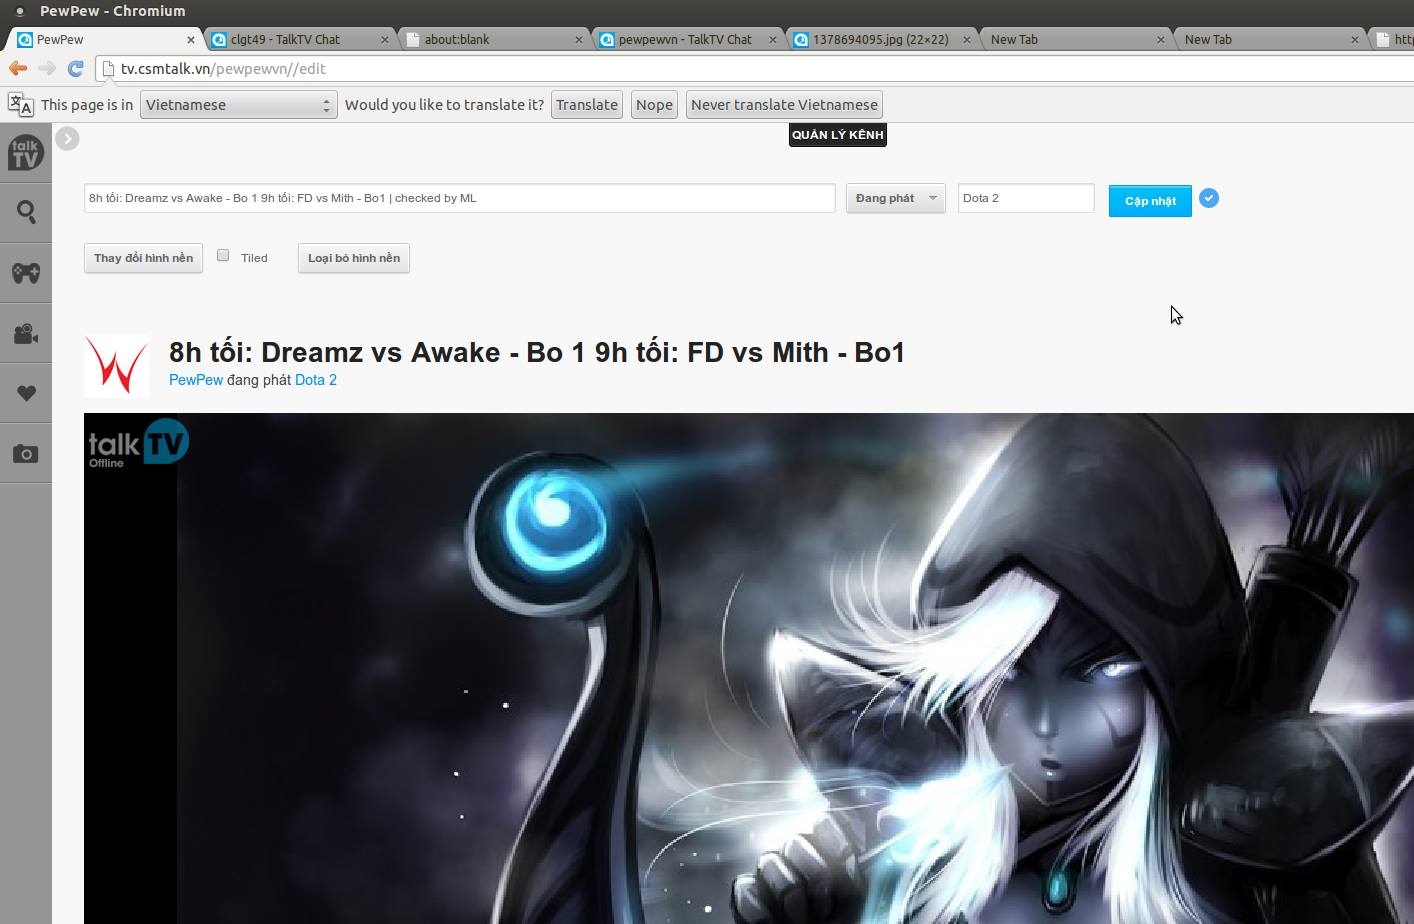 PewPew - Chromium
PewPew
clgt49 - TalkTV Chat
about:blank
pewpewvn - TalkTV Chat
1378694095.jpg (22×22)
New Tab
New Tab
http
tv.csmtalk.vn/pewpewvn//edit
This page is in Vietnamese Would you like to translate it? Translate Nope Never translate Vietnamese
talk TV
QUẢN LÝ KÊNH
8h tối: Dreamz vs Awake - Bo 1 9h tối: FD vs Mith - Bo1 | checked by ML
Đang phát
Dota 2
Cập nhật
Thay đổi hình nền
Tiled
Loại bỏ hình nền
8h tối: Dreamz vs Awake - Bo 1 9h tối: FD vs Mith - Bo1
PewPew đang phát Dota 2
talk TV
Offline